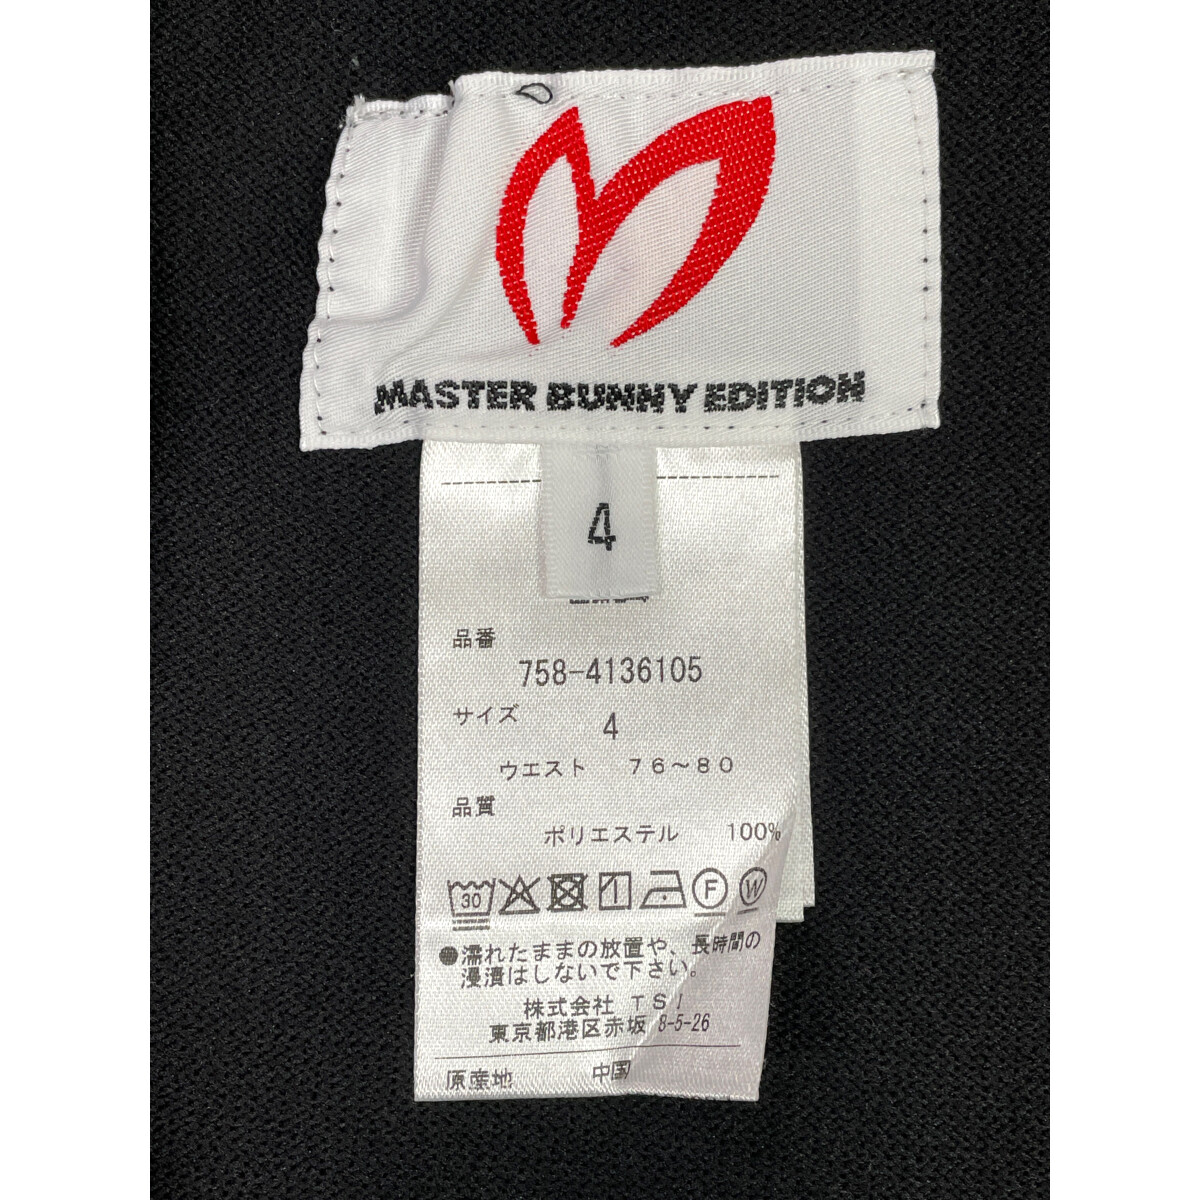 MASTER BUNNY EDITION
4
品番
758-4136105
サイズ
4
ウエスト 76～80
品質
ポリエステル 100%
30 F W
●濡れたままの放置や、長時間の
浸漬はしないで下さい。
株式会社 TSI
東京都港区赤坂 8-5-26
原産地 中国